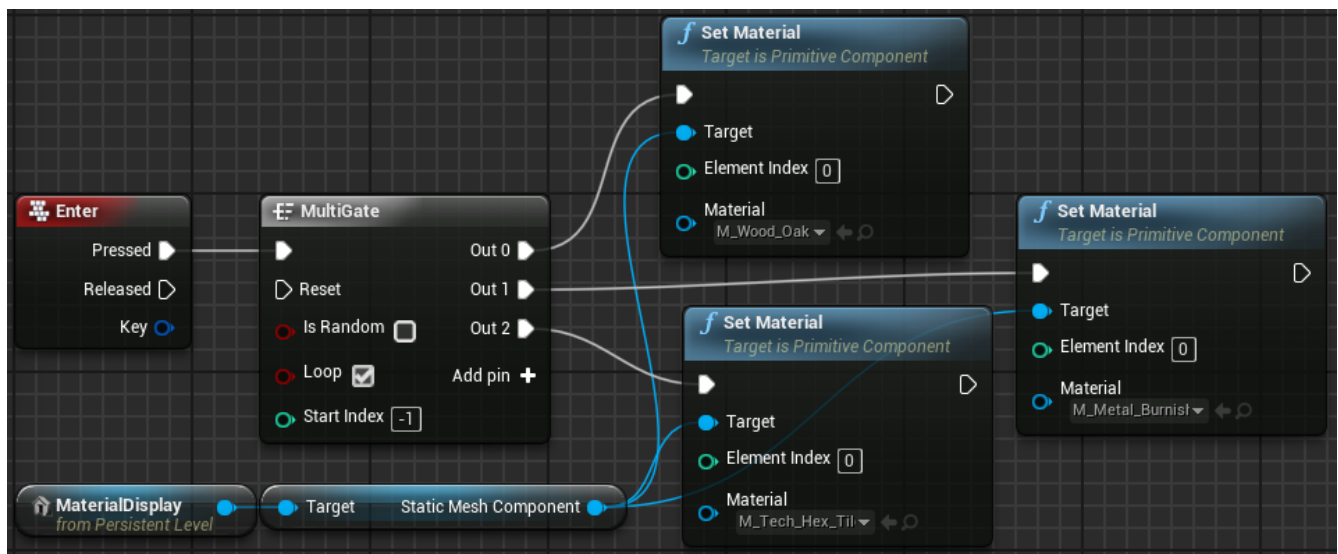 Set Material
Target is Primitive Component
Target
Element Index 0
Material
M_Wood_Oak
Enter
Pressed
Released
Key
MultiGate
Out 0
Reset
Out 1
Is Random
Out 2
Loop
Add pin
Start Index -1
Set Material
Target is Primitive Component
Target
Element Index 0
Material
M_Metal_Burnish
Set Material
Target is Primitive Component
Target
Element Index 0
Material
M_Tech_Hex_Til
MaterialDisplay
from Persistent Level
Target Static Mesh Component